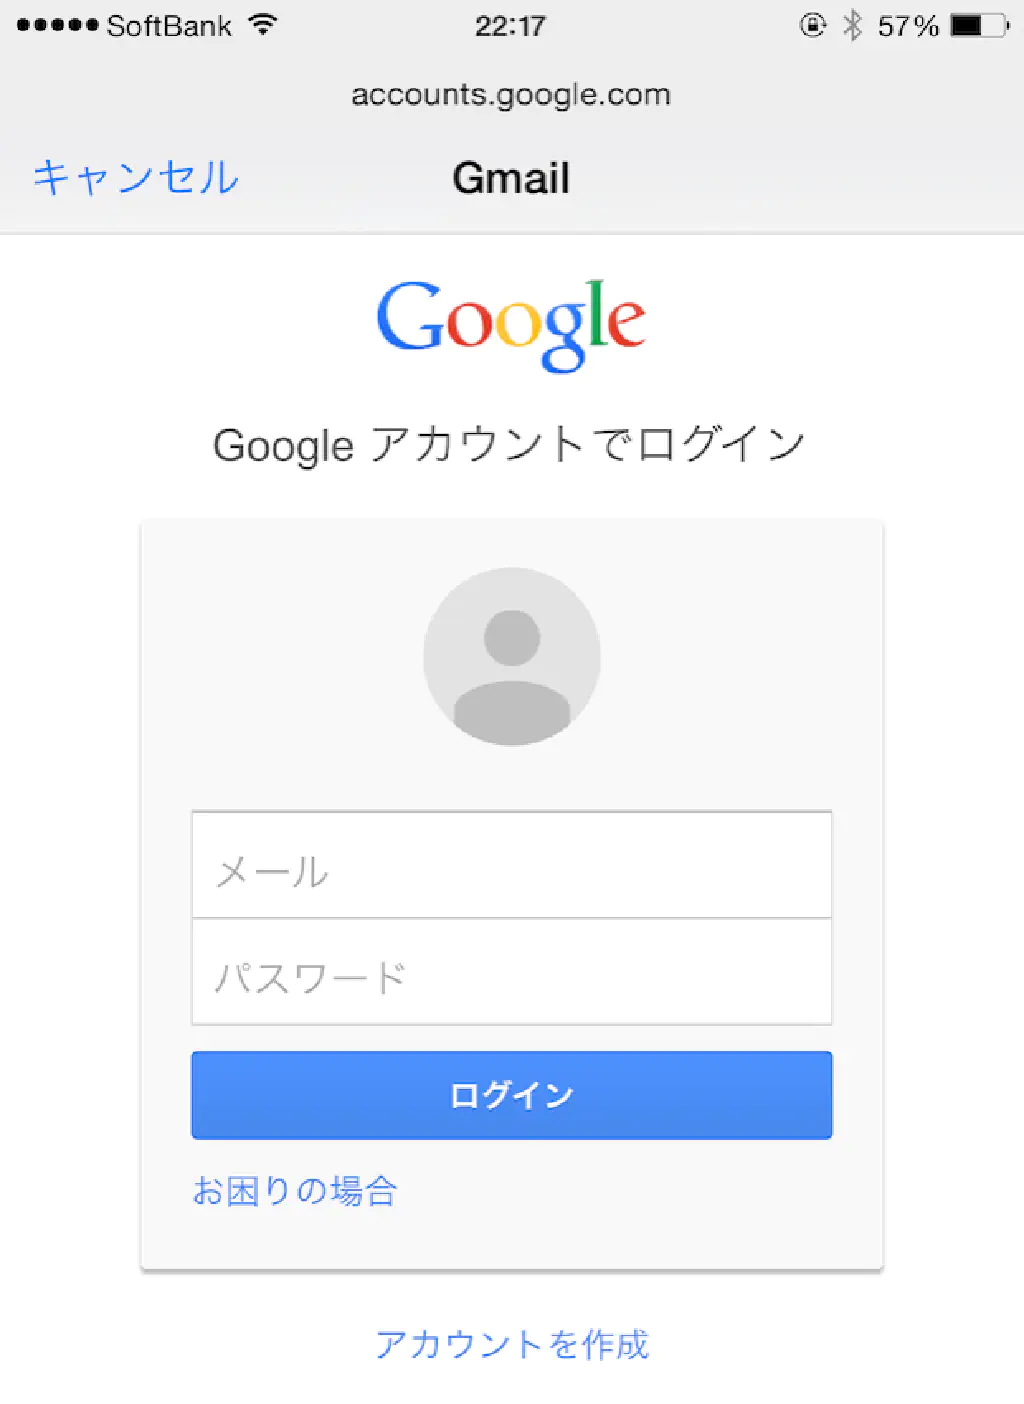 SoftBank 22:17 57%
accounts.google.com
キャンセル Gmail
Google
Google アカウントでログイン
メール
パスワード
ログイン
お困りの場合
アカウントを作成